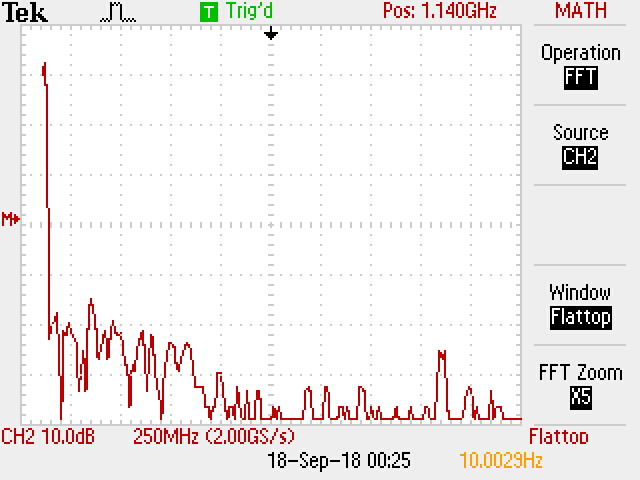 Tek T Trig'd Pos: 1.140GHz MATH
Operation
FFT
Source
CH2
M
Window
Flattop
FFT Zoom
X5
CH2 10.0dB 250MHz (2.00GS/s) Flattop
18-Sep-18 00:25 10.0029Hz